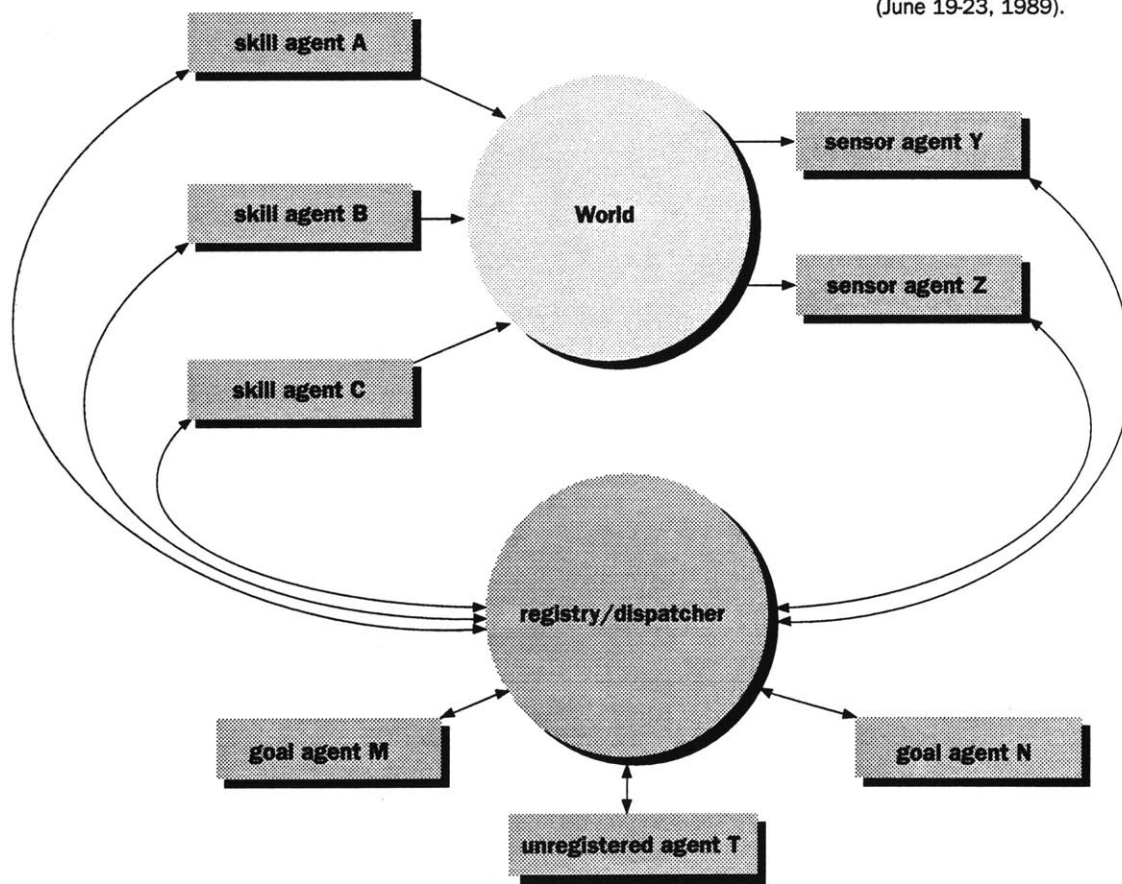 (June 19-23, 1989).
skill agent A
sensor agent Y
skill agent B
World
sensor agent Z
skill agent C
registry/dispatcher
goal agent M
goal agent N
unregistered agent T